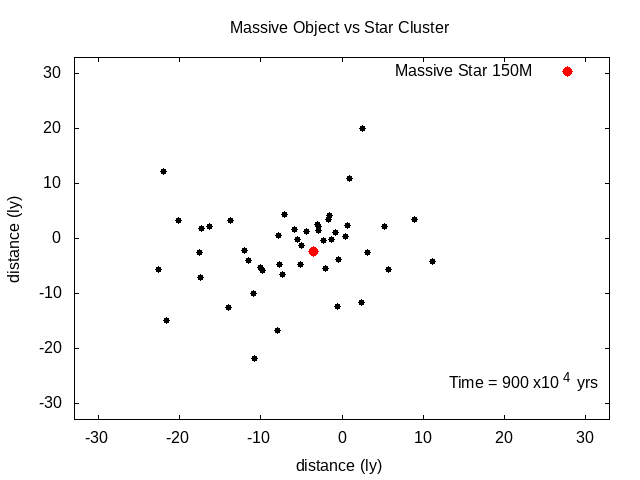 Massive Object vs Star Cluster
Massive Star 150M
30
20
10
0
-10
-20
-30
distance (ly)
Time = 900 x10^4 yrs
-30 -20 -10 0 10 20 30
distance (ly)